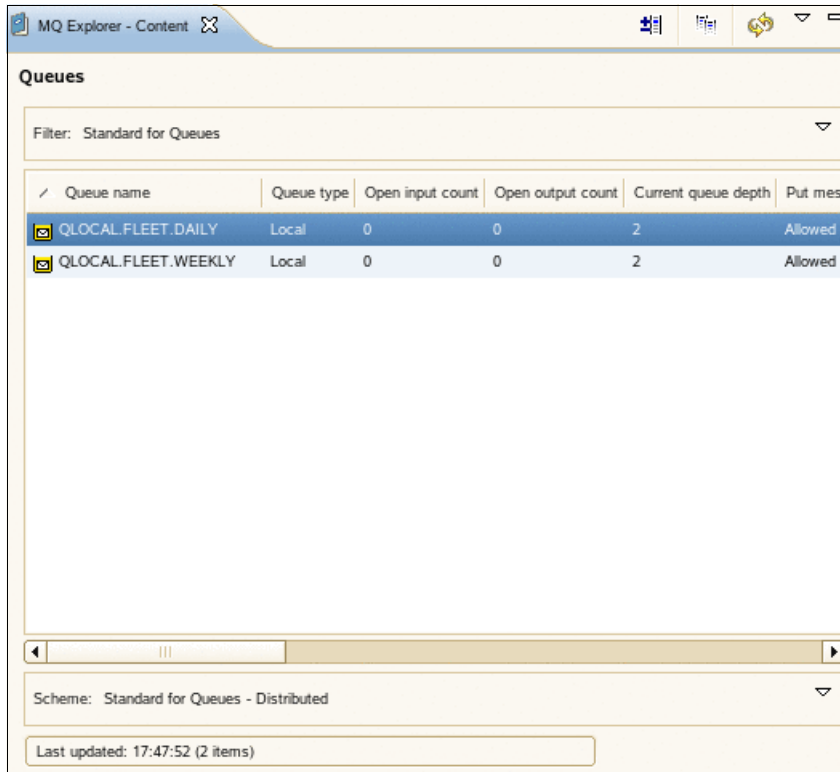 MQ Explorer - Content
Queues
Filter: Standard for Queues
Queue name Queue type Open input count Open output count Current queue depth Put mes
QLOCAL.FLEET.DAILY Local 0 0 2 Allowed
QLOCAL.FLEET.WEEKLY Local 0 0 2 Allowed
Scheme: Standard for Queues - Distributed
Last updated: 17:47:52 (2 items)